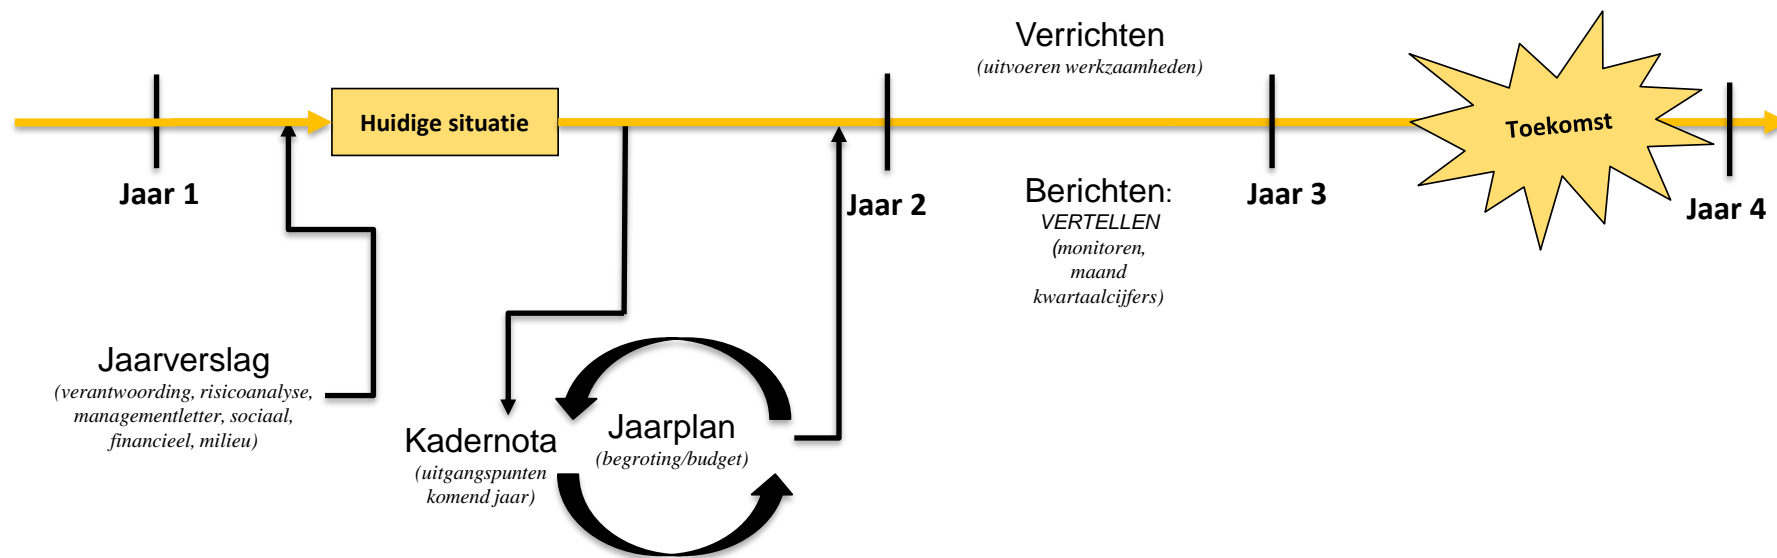 Verrichten
(uitvoeren werkzaamheden)
Huidige situatie
Toekomst
Jaar 1
Jaar 2
Berichten:
VERTELLEN
(monitoren,
maand
kwartaalcijfers)
Jaar 3
Jaar 4
Jaarverslag
(verantwoording, risicoanalyse,
managementletter, sociaal,
financieel, milieu)
Kadernota
(uitgangspunten
komend jaar)
Jaarplan
(begroting/budget)